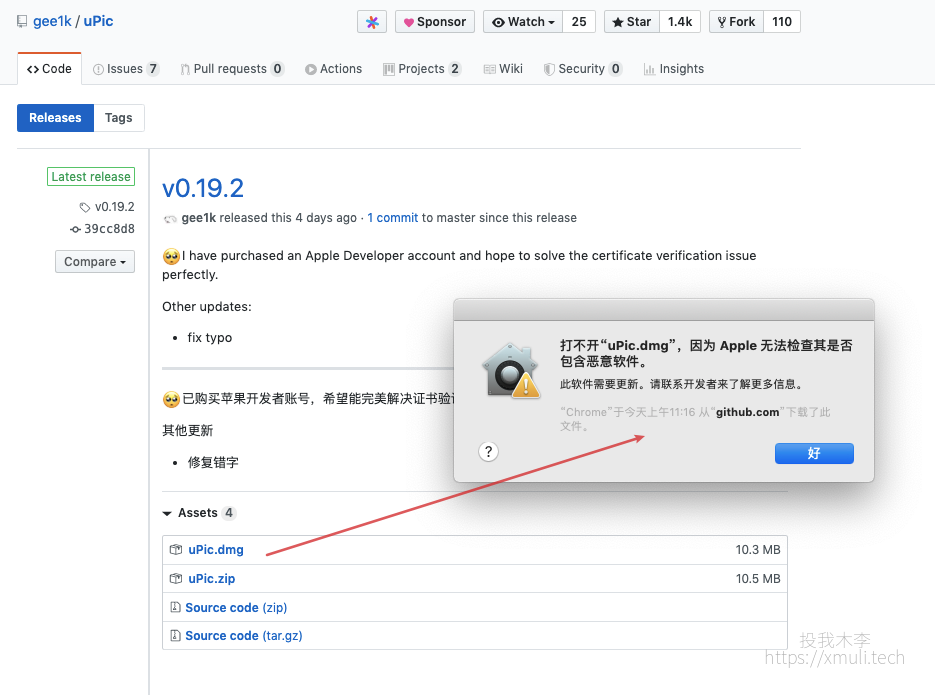 gee1k / uPic
Sponsor
Watch
25
Star
1.4k
Fork
110
Code
Issues 7
Pull requests 0
Actions
Projects 2
Wiki
Security 0
Insights
Releases
Tags
Latest release
v0.19.2
39cc8d8
Compare
v0.19.2
gee1k released this 4 days ago · 1 commit to master since this release
🥺I have purchased an Apple Developer account and hope to solve the certificate verification issue
perfectly.
Other updates:
• fix typo
🥺已购买苹果开发者账号，希望能完美解决证书验
其他更新
• 修复错字
打不开“uPic.dmg”，因为 Apple 无法检查其是否
包含恶意软件。
此软件需要更新。请联系开发者来了解更多信息。
“Chrome”于今天上午11:16 从“github.com”下载了此
文件。
?
好
Assets 4
uPic.dmg
10.3 MB
uPic.zip
10.5 MB
Source code (zip)
Source code (tar.gz)
投我木李
https://xmuli.tech